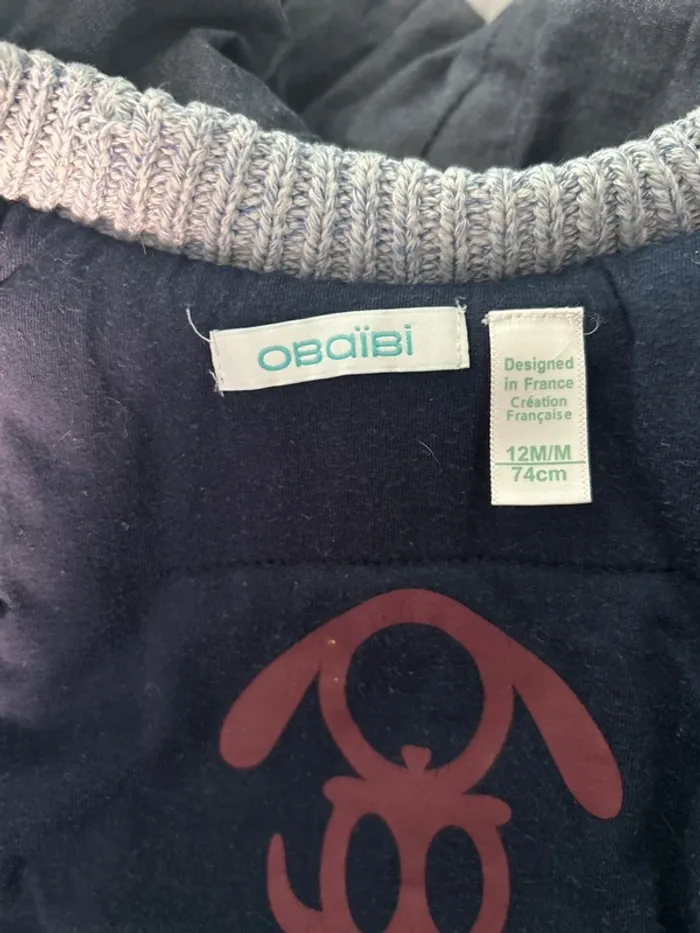 OBaïBi
Designed
in France
Création
Française
12M/M
74cm